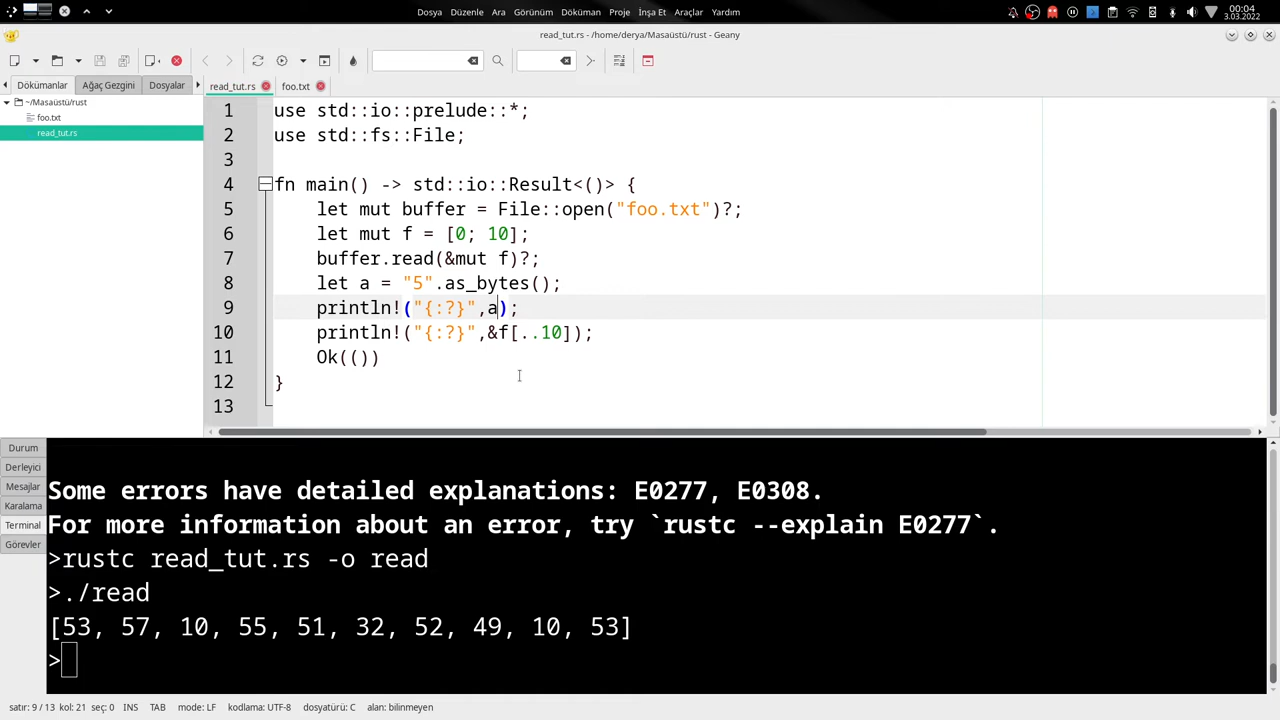 Dosya Düzenle Ara Görünüm Döküman Proje İnşa Et Araçlar Yardım
00:04
3.03.2022
read_tut.rs - /home/derya/Masaüstü/rust - Geany
Dökümanlar Ağaç Gezgini Dosyalar
read_tut.rs foo.txt
~/Masaüstü/rust
foo.txt
read_tut.rs
1 use std::io::prelude::*;
2 use std::fs::File;
3
4 fn main() -> std::io::Result<()> {
5 let mut buffer = File::open("foo.txt")?;
6 let mut f = [0; 10];
7 buffer.read(&mut f)?;
8 let a = "5".as_bytes();
9 println!("{:?}",a);
10 println!("{:?}",&f[..10]);
11 Ok(())
12 }
13
Durum
Derleyici
Mesajlar
Karalama
Terminal
Görevler
Some errors have detailed explanations: E0277, E0308.
For more information about an error, try `rustc --explain E0277`.
>rustc read_tut.rs -o read
>./read
[53, 57, 10, 55, 51, 32, 52, 49, 10, 53]
>
satır: 9 / 13 kol: 21 seç: 0 INS TAB mode: LF kodlama: UTF-8 dosyatürü: C alan: bilinmeyen